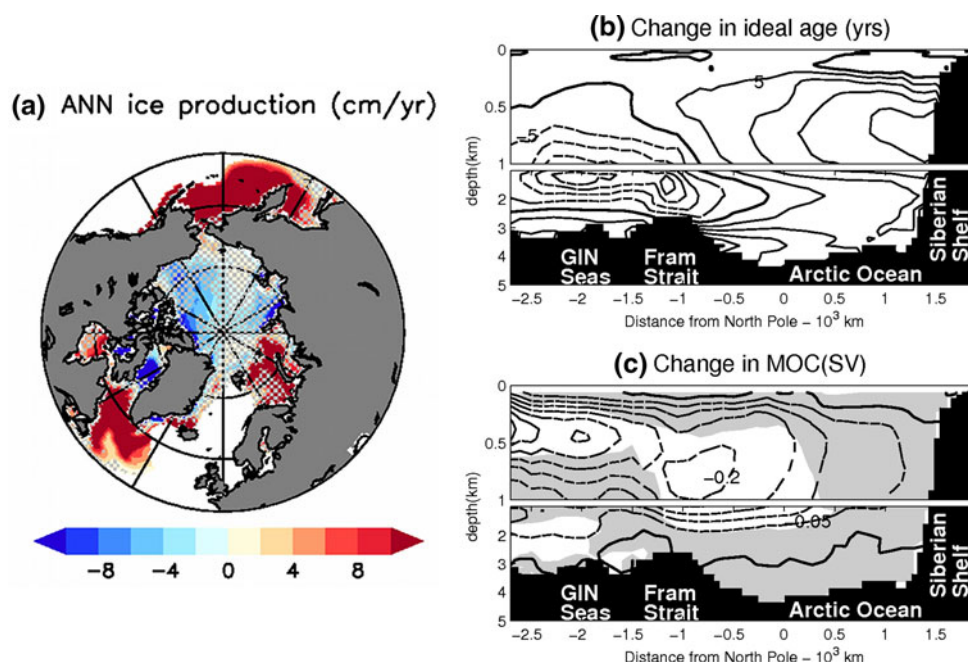 (a) ANN ice production (cm/yr)
-8 -4 0 4 8
(b) Change in ideal age (yrs)
0
0.5
1
2
3
4
5
depth(km)
5
-5
GIN Seas
Fram Strait
Arctic Ocean
Siberian Shelf
-2.5 -2 -1.5 -1 -0.5 0 0.5 1 1.5 1.8
Distance from North Pole – 10³ km
(c) Change in MOC(SV)
0
0.5
1
2
3
4
5
depth(km)
-0.2
0.05
GIN Seas
Fram Strait
Arctic Ocean
Siberian Shelf
-2.5 -2 -1.5 -1 -0.5 0 0.5 1 1.5 1.8
Distance from North Pole – 10³ km